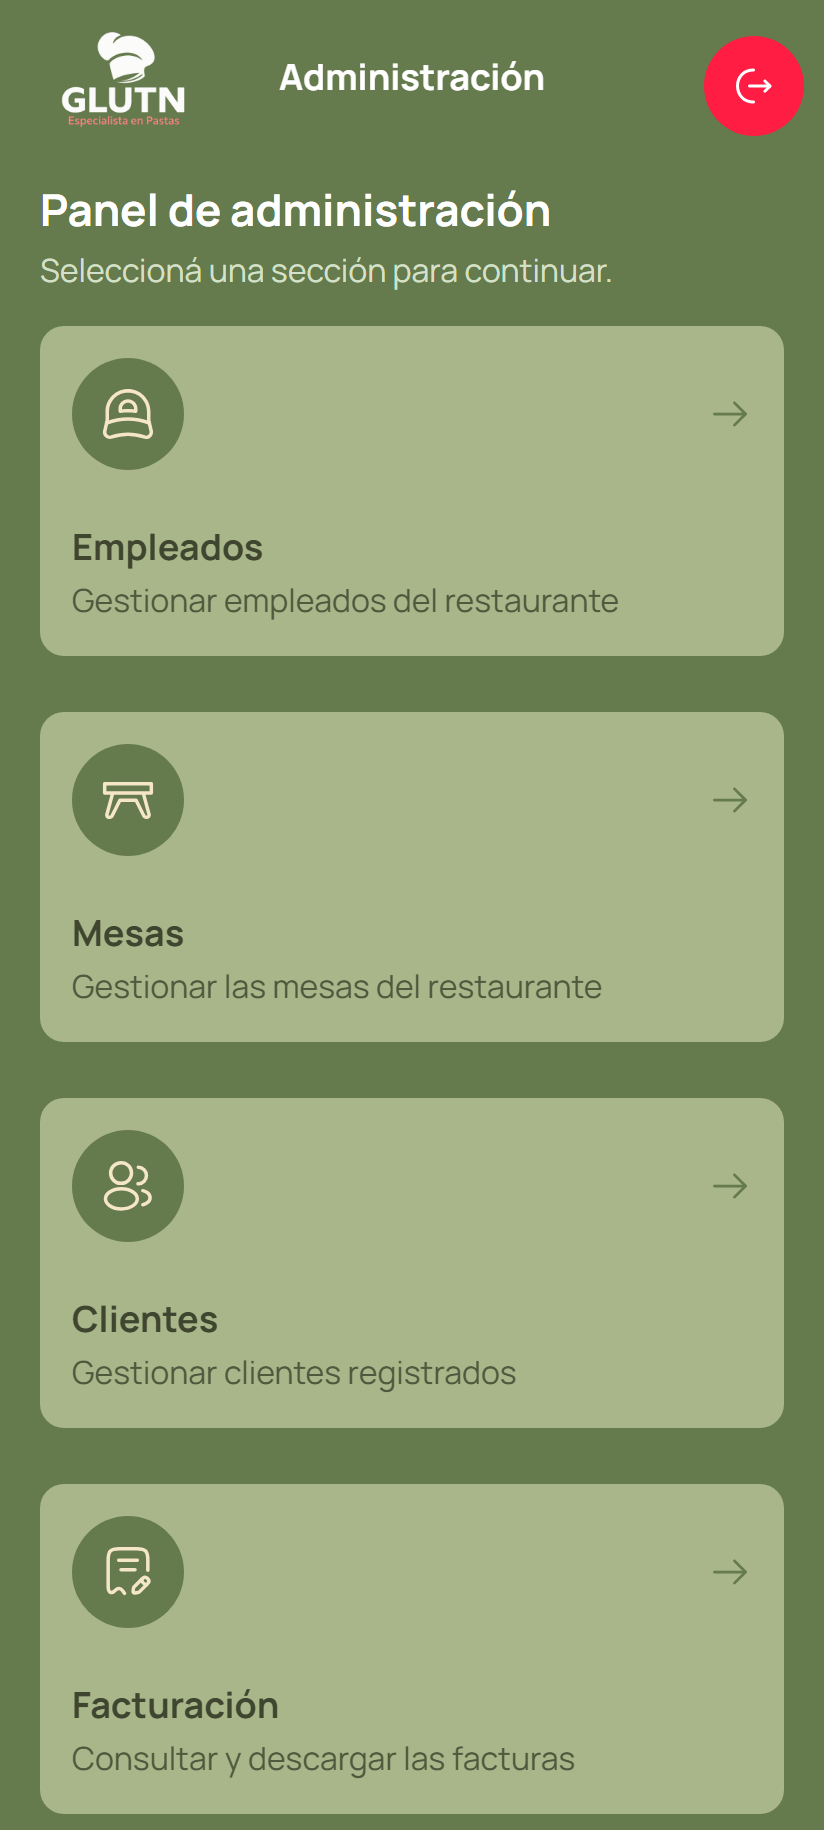 GLUTN
Especialista en Pastas
Administración
Panel de administración
Seleccioná una sección para continuar.
Empleados
Gestionar empleados del restaurante
Mesas
Gestionar las mesas del restaurante
Clientes
Gestionar clientes registrados
Facturación
Consultar y descargar las facturas